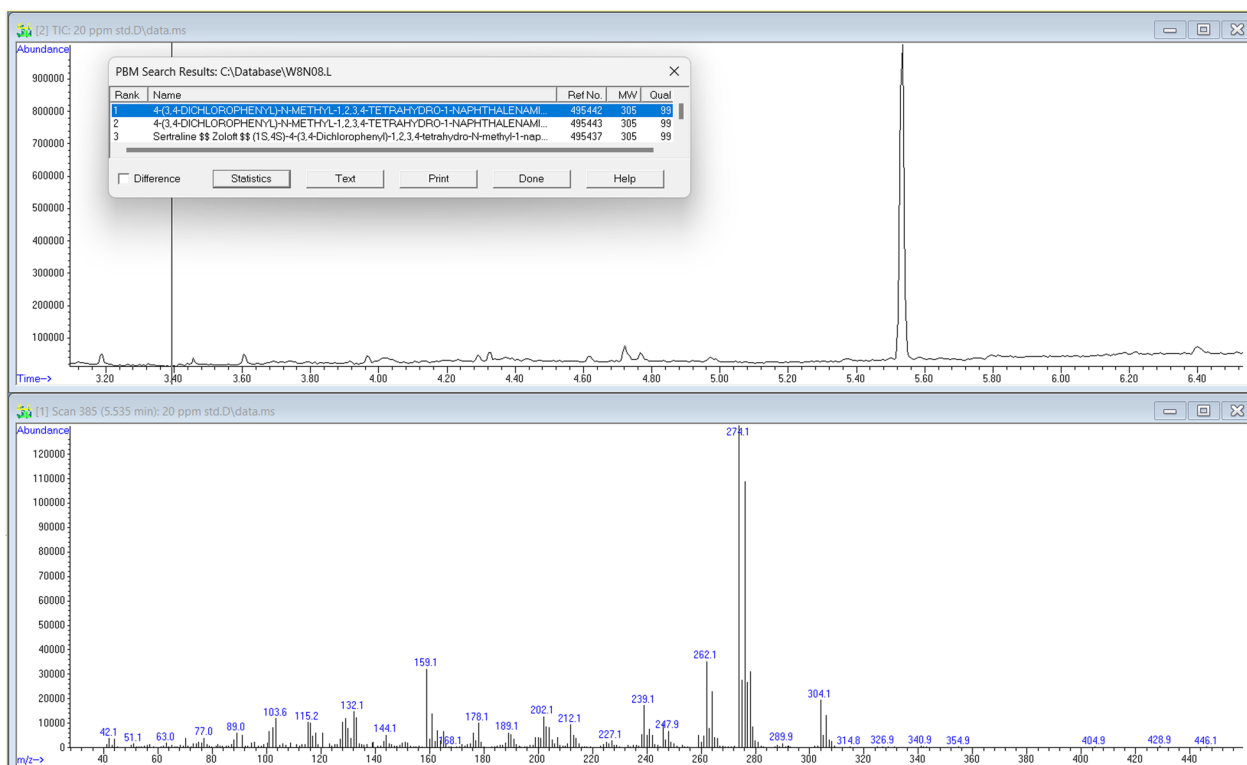 [2] TIC: 20 ppm std.D\data.ms
Abundance
PBM Search Results: C:\Database\W8N08.L
Rank Name Ref No. MW Qual
1 4-(3,4-DICHLOROPHENYL)-N-METHYL-1,2,3,4-TETRAHYDRO-1-NAPHTHALENAMI... 495442 305 99
2 4-(3,4-DICHLOROPHENYL)-N-METHYL-1,2,3,4-TETRAHYDRO-1-NAPHTHALENAMI... 495443 305 99
3 Sertraline $$ Zoloft $$ (1S,4S)-4-(3,4-Dichlorophenyl)-1,2,3,4-tetrahydro-N-methyl-1-nap... 495437 305 99
Difference Statistics Text Print Done Help
900000
800000
700000
600000
500000
400000
300000
200000
100000
Time-->
3.20 3.40 3.60 3.80 4.00 4.20 4.40 4.60 4.80 5.00 5.20 5.40 5.60 5.80 6.00 6.20 6.40
[1] Scan 385 (5.535 min): 20 ppm std.D\data.ms
Abundance
274.1
120000
110000
100000
90000
80000
70000
60000
50000
40000
30000
20000
10000
0
42.1 51.1 63.0 77.0 89.0 103.6 115.2 132.1 144.1 159.1 168.1 178.1 189.1 202.1 212.1 227.1 239.1 247.9 262.1 289.9 304.1 314.8 326.9 340.9 354.9 404.9 428.9 446.1
m/z-->
40 60 80 100 120 140 160 180 200 220 240 260 280 300 320 340 360 380 400 420 440